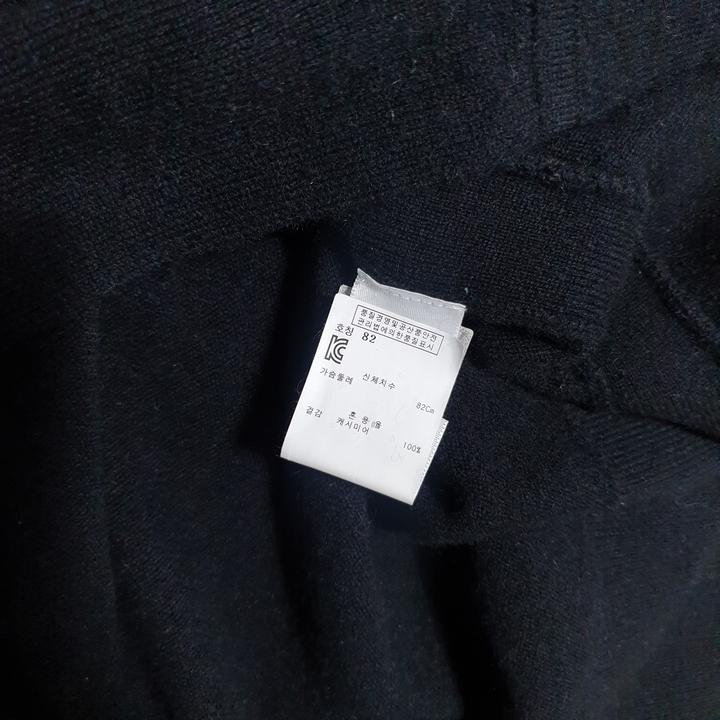 품질경영및공산품안전
관리법에의한품질표시
호칭 82
가슴둘레 신체치수 82Cm
혼용율
겉감 캐시미어 100%